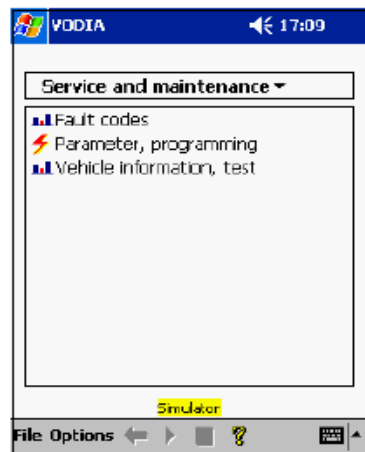 VODIA 17:09
Service and maintenance
Fault codes
Parameter, programming
Vehicle information, test
Simulator
File Options